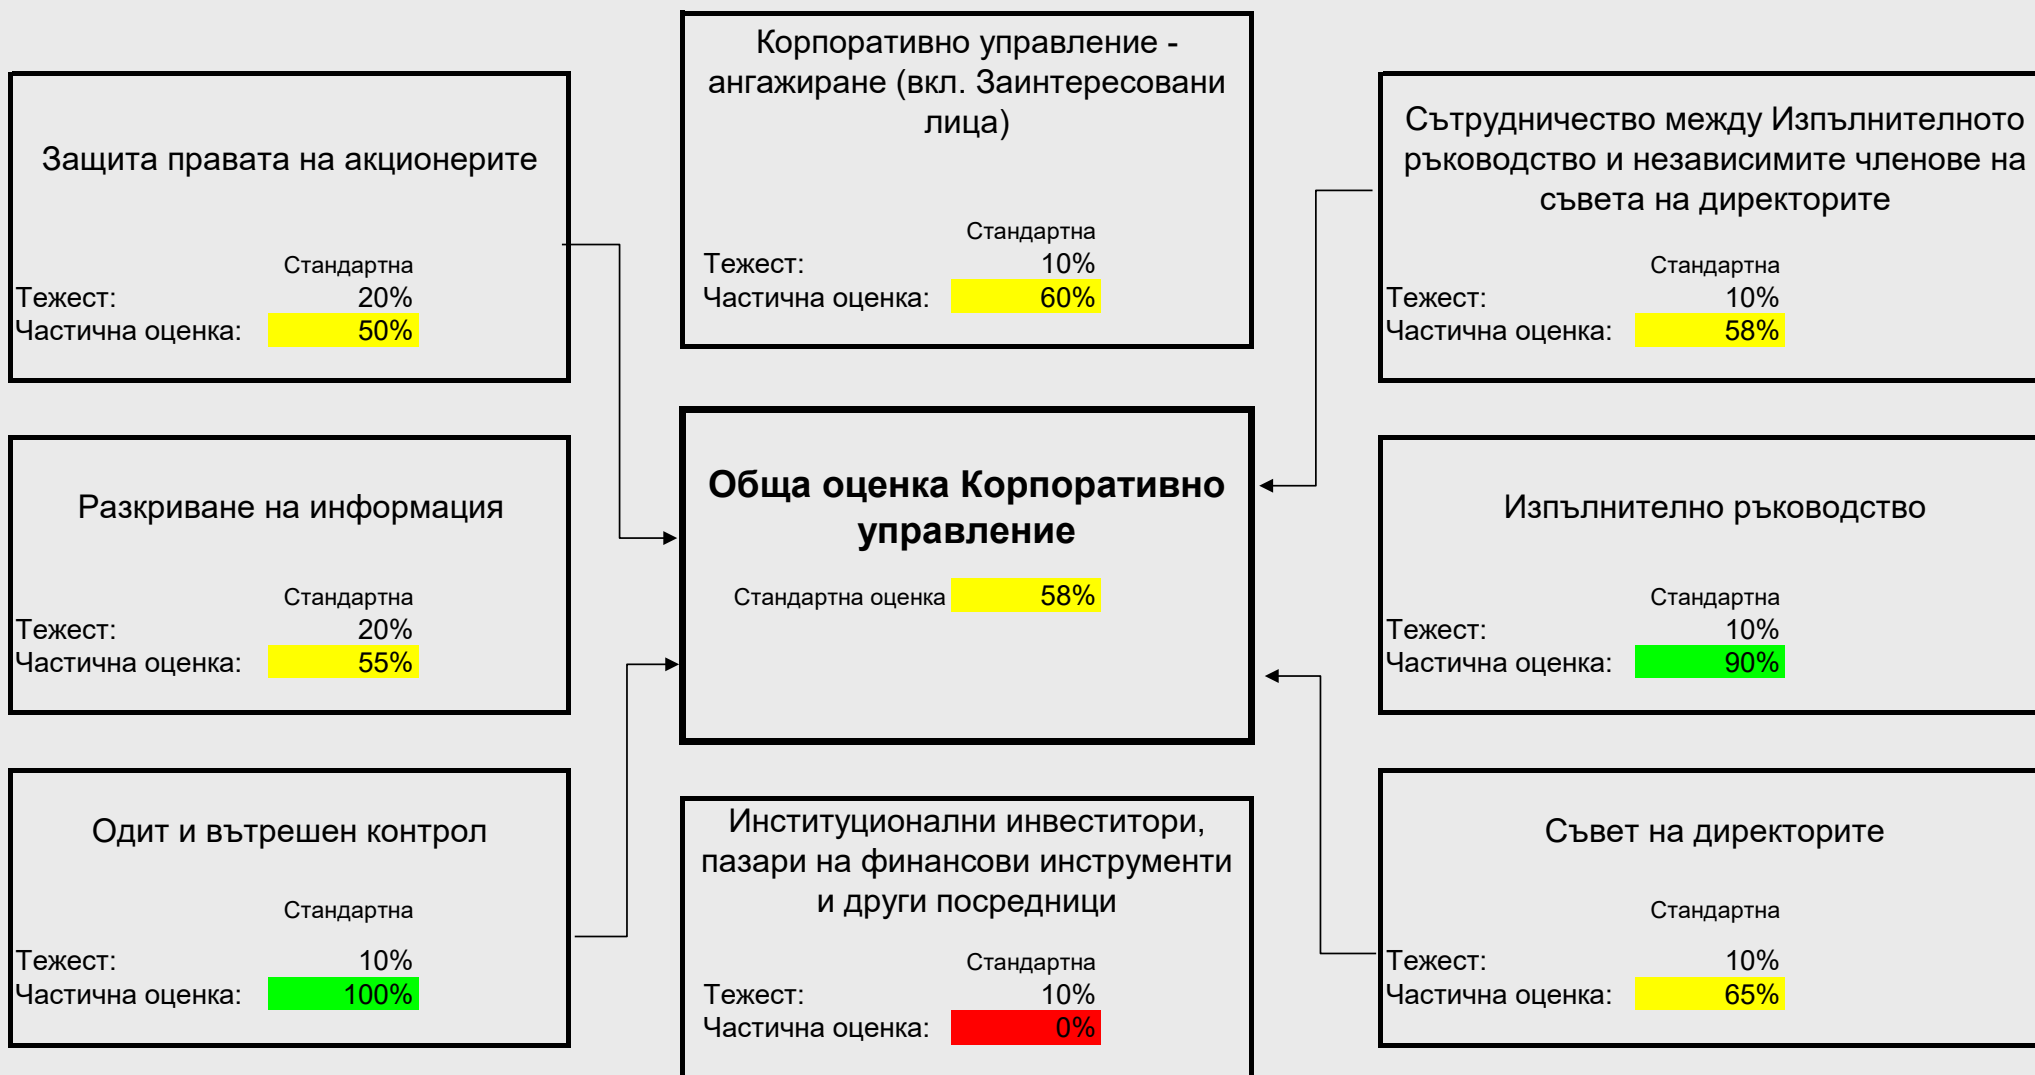 Корпоративно управление -
ангажиране (вкл. Заинтересовани
лица)
Стандартна
Тежест: 10%
Частична оценка: 60%
Защита правата на акционерите
Стандартна
Тежест: 20%
Частична оценка: 50%
Сътрудничество между Изпълнителното
ръководство и независимите членове на
съвета на директорите
Стандартна
Тежест: 10%
Частична оценка: 58%
Разкриване на информация
Стандартна
Тежест: 20%
Частична оценка: 55%
Обща оценка Корпоративно
управление
Стандартна оценка 58%
Изпълнително ръководство
Стандартна
Тежест: 10%
Частична оценка: 90%
Одит и вътрешен контрол
Стандартна
Тежест: 10%
Частична оценка: 100%
Институционални инвеститори,
пазари на финансови инструменти
и други посредници
Стандартна
Тежест: 10%
Частична оценка: 0%
Съвет на директорите
Стандартна
Тежест: 10%
Частична оценка: 65%